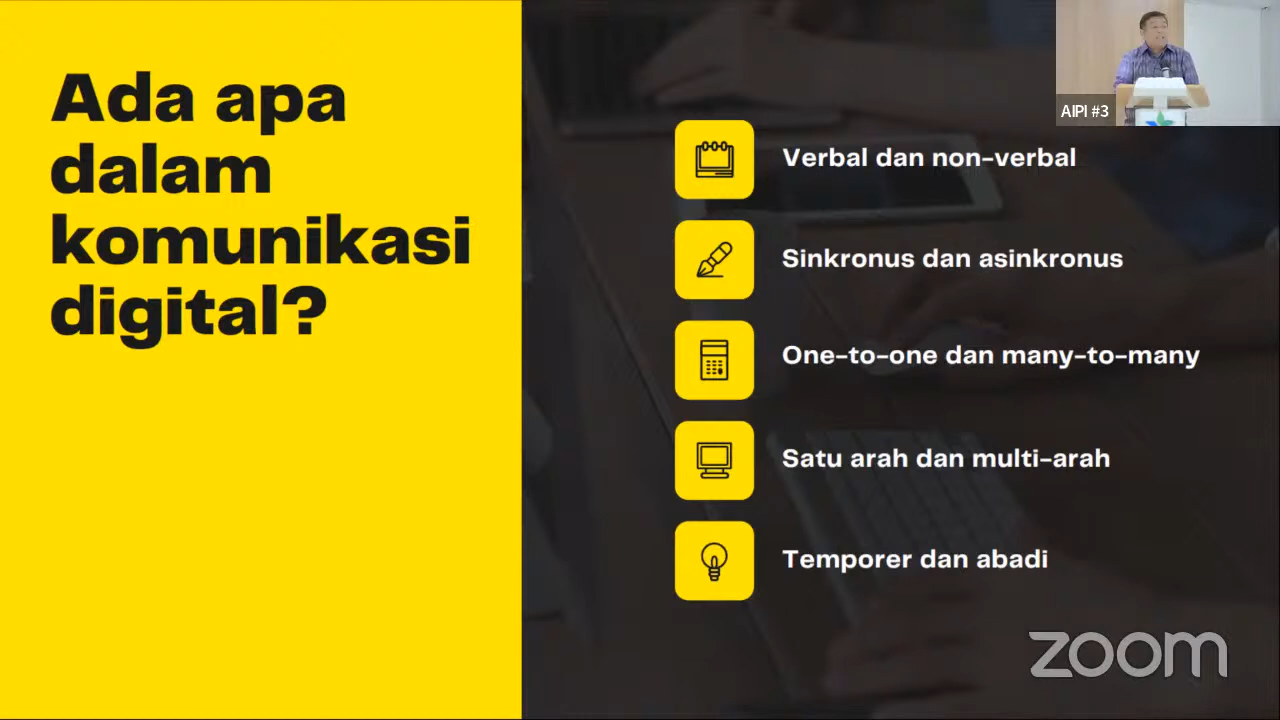 Ada apa
dalam
komunikasi
digital?
AIPI #3
Verbal dan non-verbal
Sinkronus dan asinkronus
One-to-one dan many-to-many
Satu arah dan multi-arah
Temporer dan abadi
zoom